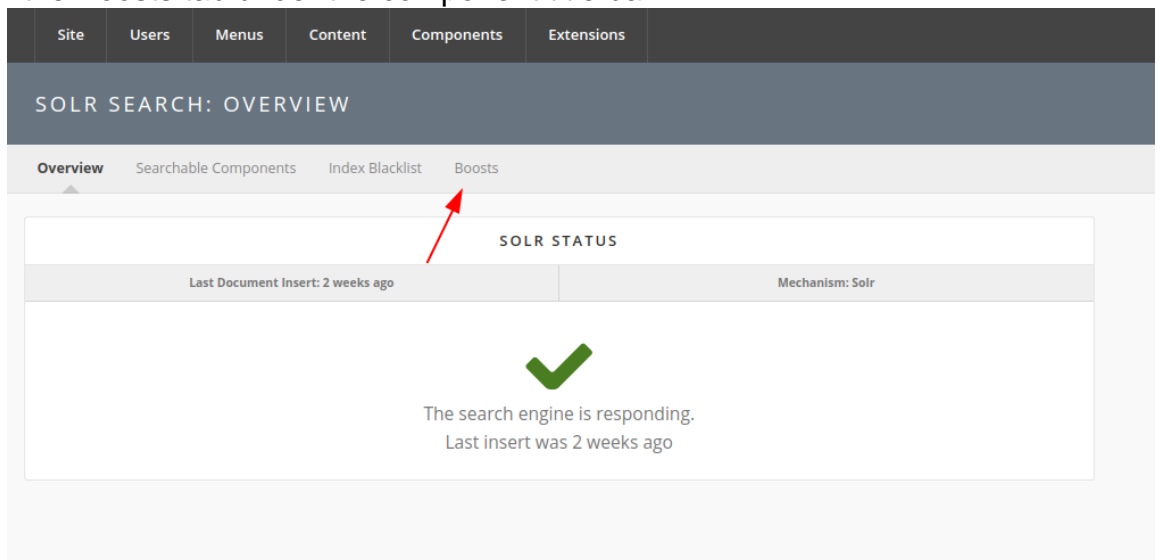 Site Users Menus Content Components Extensions
SOLR SEARCH: OVERVIEW
Overview Searchable Components Index Blacklist Boosts
SOLR STATUS
Last Document Insert: 2 weeks ago Mechanism: Solr
The search engine is responding.
Last insert was 2 weeks ago